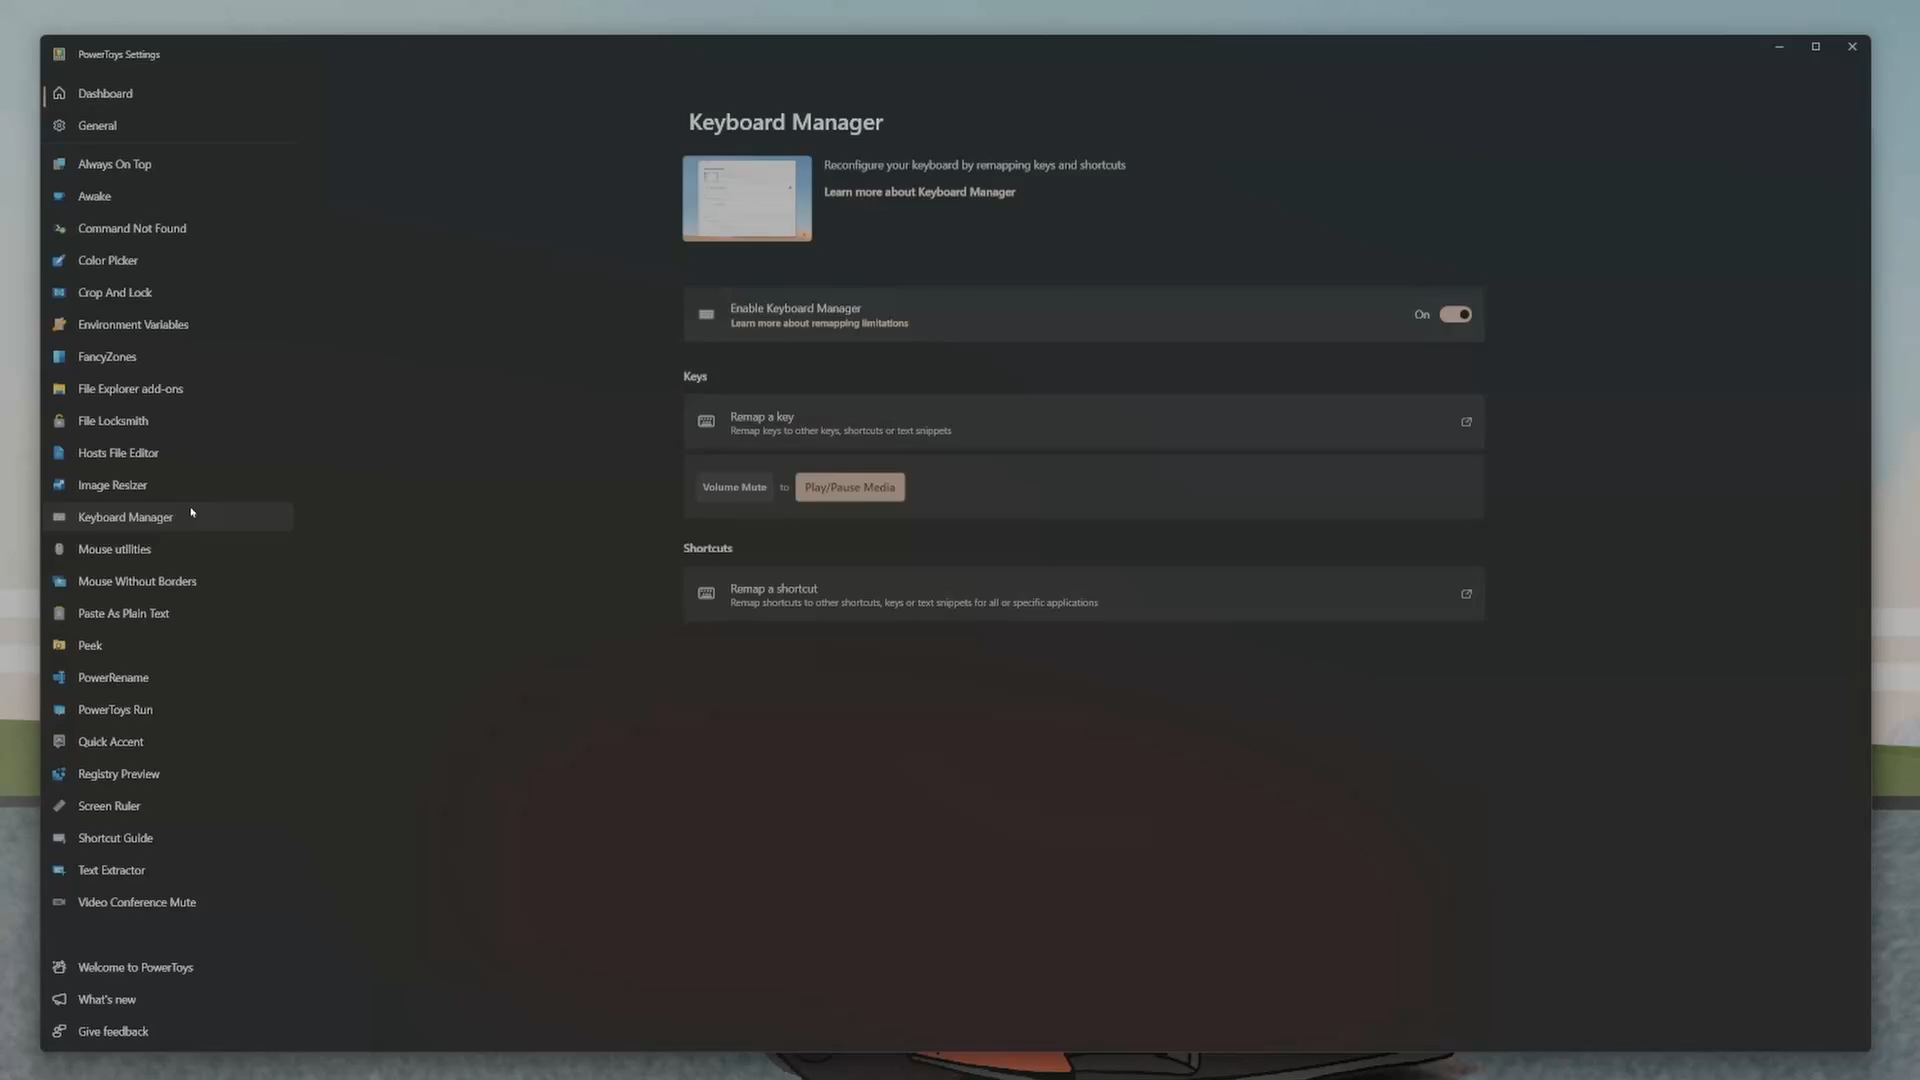 PowerToys Settings
Dashboard
General
Always On Top
Awake
Command Not Found
Color Picker
Crop And Lock
Environment Variables
FancyZones
File Explorer add-ons
File Locksmith
Hosts File Editor
Image Resizer
Keyboard Manager
Mouse utilities
Mouse Without Borders
Paste As Plain Text
Peek
PowerRename
PowerToys Run
Quick Accent
Registry Preview
Screen Ruler
Shortcut Guide
Text Extractor
Video Conference Mute
Welcome to PowerToys
What's new
Give feedback
Keyboard Manager
Reconfigure your keyboard by remapping keys and shortcuts
Learn more about Keyboard Manager
Enable Keyboard Manager
Learn more about remapping limitations
On
Keys
Remap a key
Remap keys to other keys, shortcuts or text snippets
Volume Mute to Play/Pause Media
Shortcuts
Remap a shortcut
Remap shortcuts to other shortcuts, keys or text snippets for all or specific applications